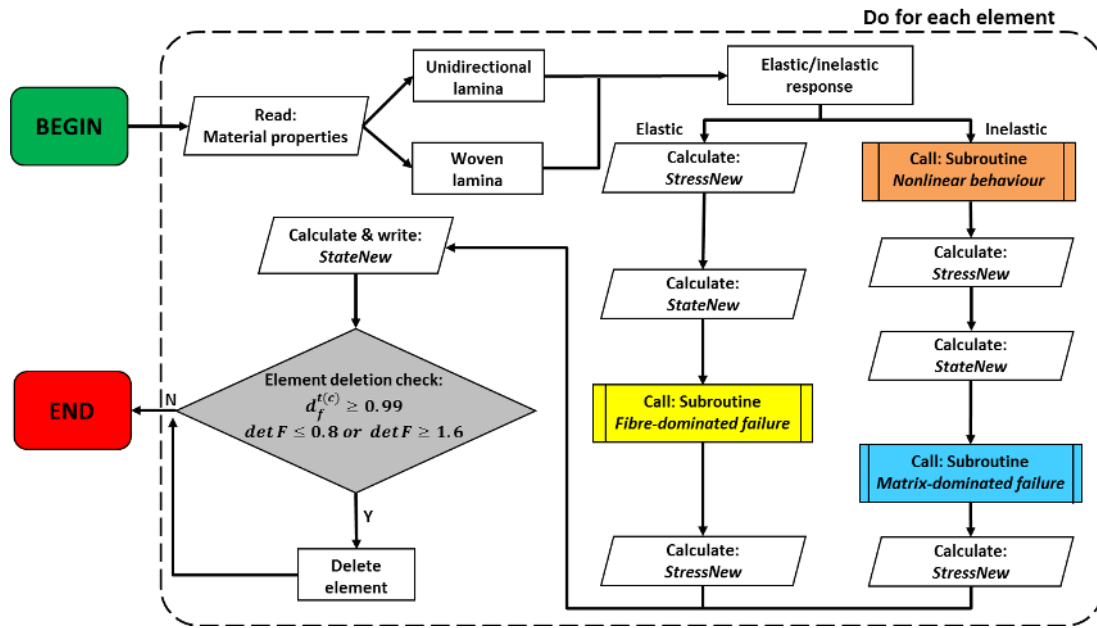 Do for each element
BEGIN
Read:
Material properties
Unidirectional
lamina
Woven
lamina
Elastic/inelastic
response
Elastic
Inelastic
Calculate:
StressNew
Call: Subroutine
Nonlinear behaviour
Calculate & write:
StateNew
Calculate:
StateNew
Calculate:
StressNew
Calculate:
StateNew
Element deletion check:
d_f^{t(c)} ≥ 0.99
detF ≤ 0.8 or detF ≥ 1.6
N
END
Y
Delete
element
Call: Subroutine
Fibre-dominated failure
Call: Subroutine
Matrix-dominated failure
Calculate:
StressNew
Calculate:
StressNew